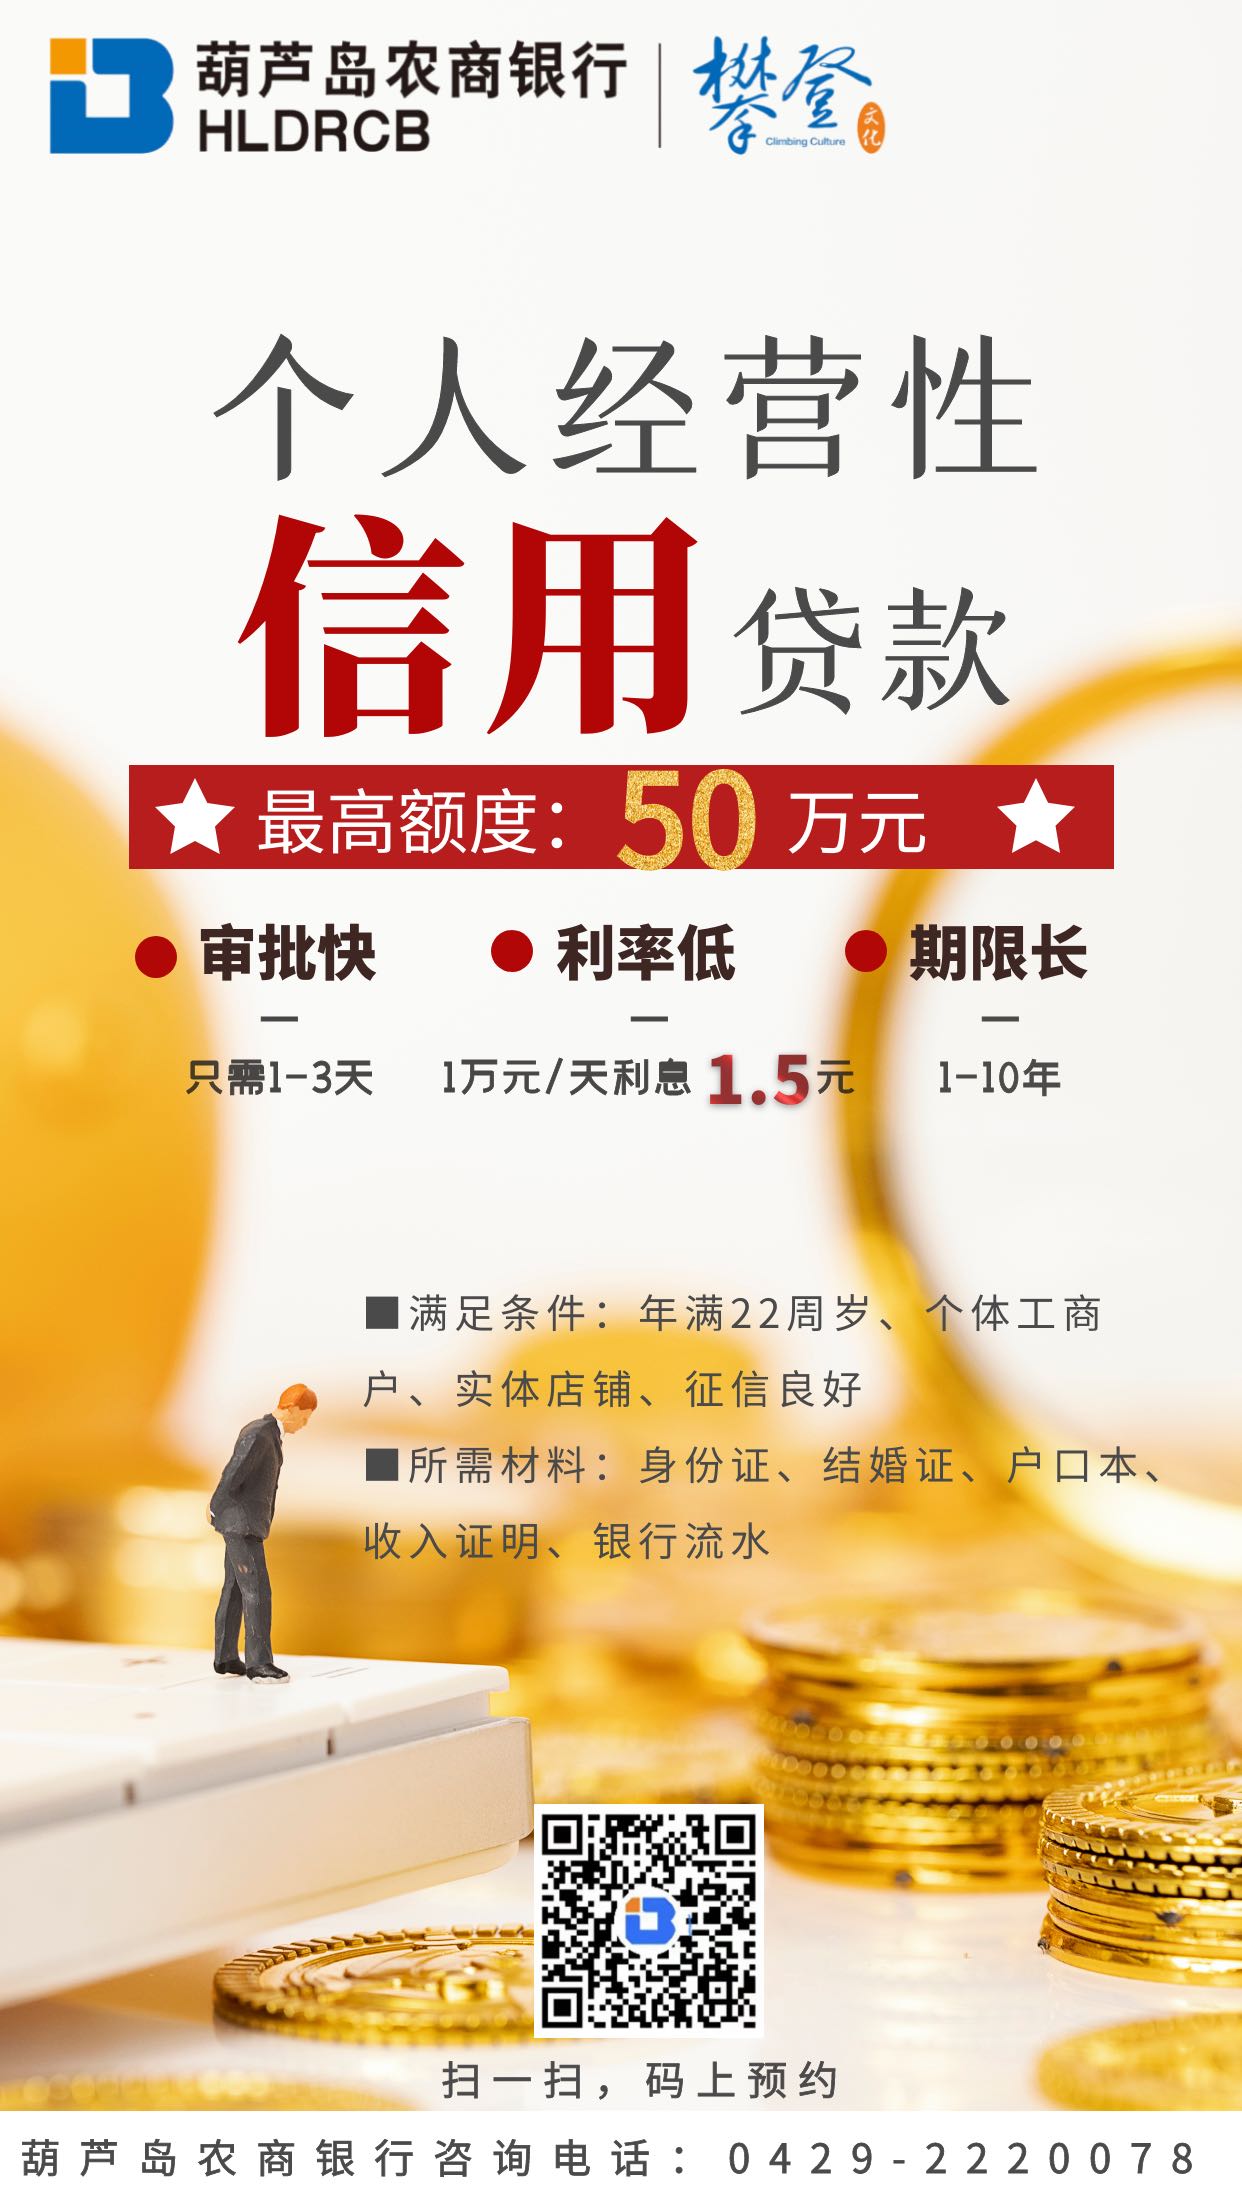 葫芦岛农商银行
HLDRCB
攀登
Climbing Culture
文化
个人经营性
信用贷款
最高额度：50万元
审批快 利率低 期限长
只需1-3天 1万元/天利息1.5元 1-10年
■满足条件：年满22周岁、个体工商
户、实体店铺、征信良好
■所需材料：身份证、结婚证、户口本、
收入证明、银行流水
扫一扫，码上预约
葫芦岛农商银行咨询电话：0429-2220078